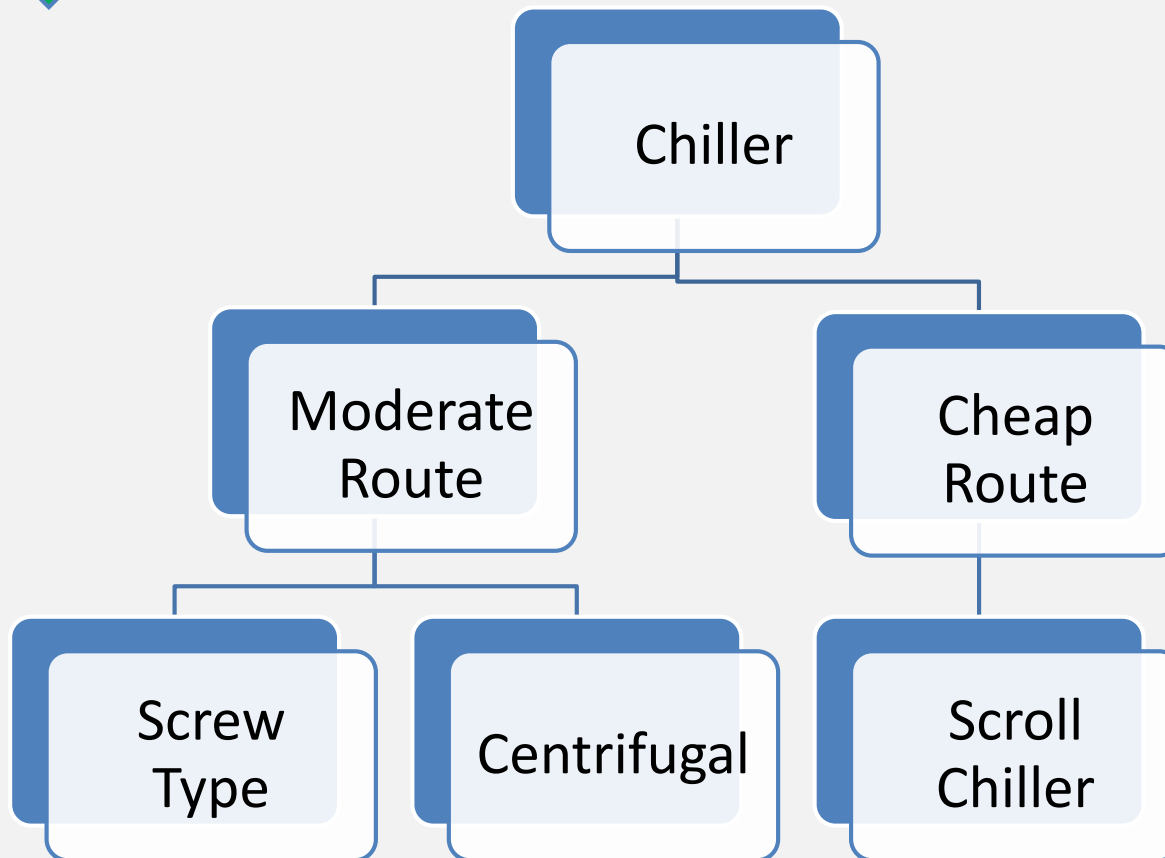 Chiller
Moderate
Route
Cheap
Route
Screw
Type
Centrifugal
Scroll
Chiller